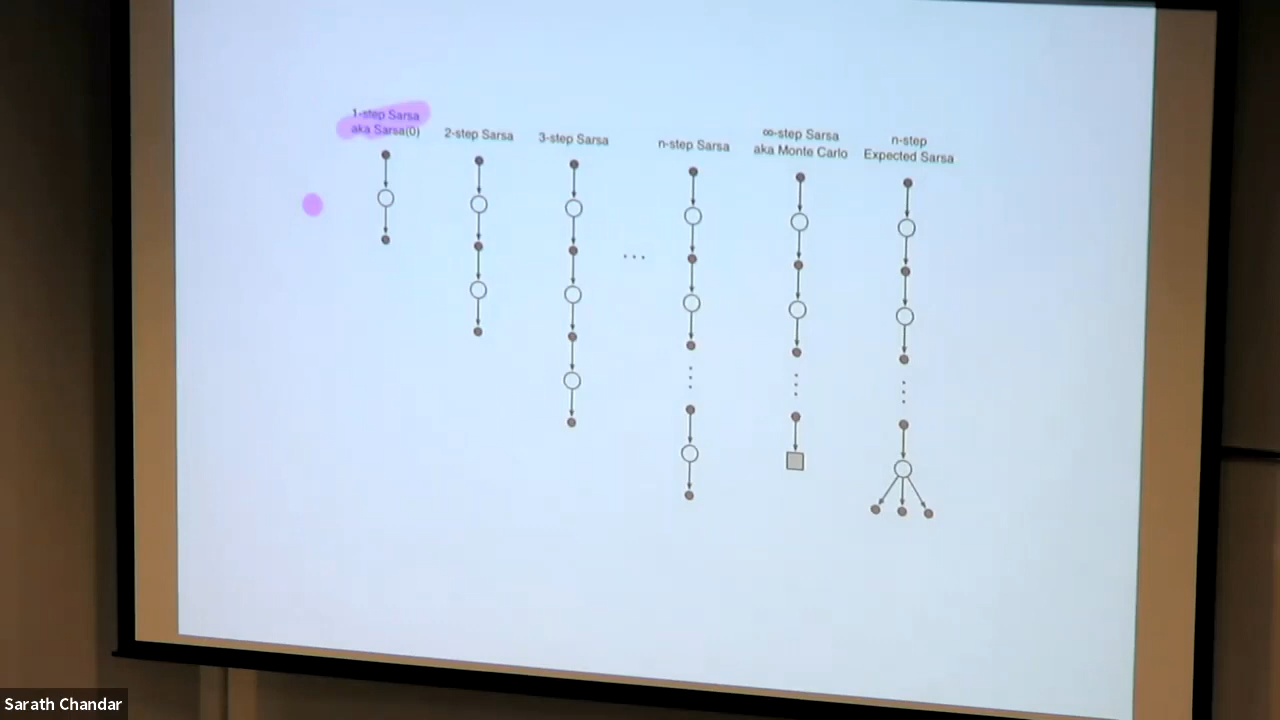 1-step Sarsa
aka Sarsa(0)
2-step Sarsa
3-step Sarsa
...
n-step Sarsa
∞-step Sarsa
aka Monte Carlo
n-step
Expected Sarsa
Sarath Chandar